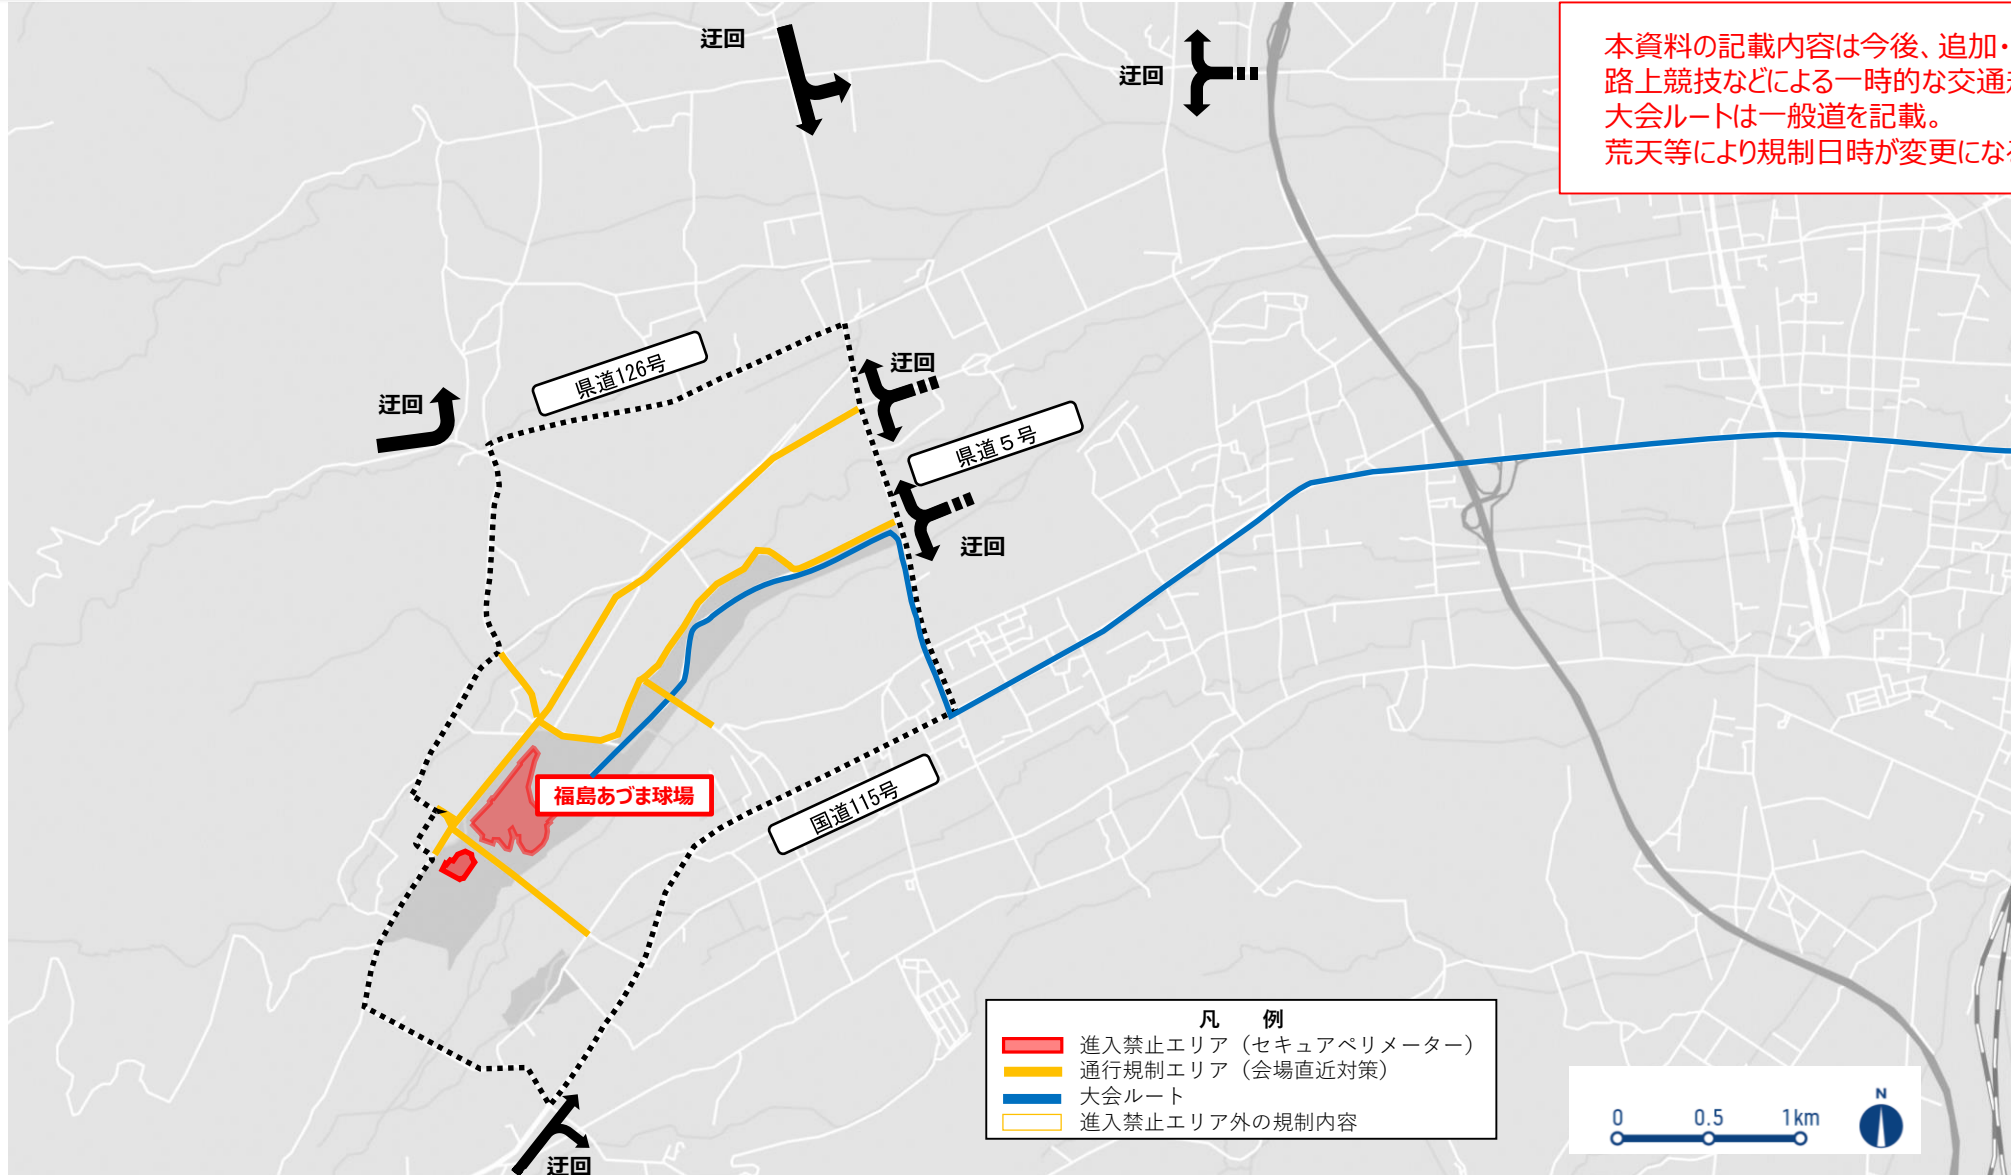 迂回
迂回
本資料の記載内容は今後、追加・
路上競技などによる一時的な交通
大会ルートは一般道を記載。
荒天等により規制日時が変更にな
県道126号
迂回
迂回
県道5号
迂回
福島あづま球場
国道115号
凡 例
進入禁止エリア（セキュアペリメーター）
通行規制エリア（会場直近対策）
大会ルート
進入禁止エリア外の規制内容
0 0.5 1km
N
迂回